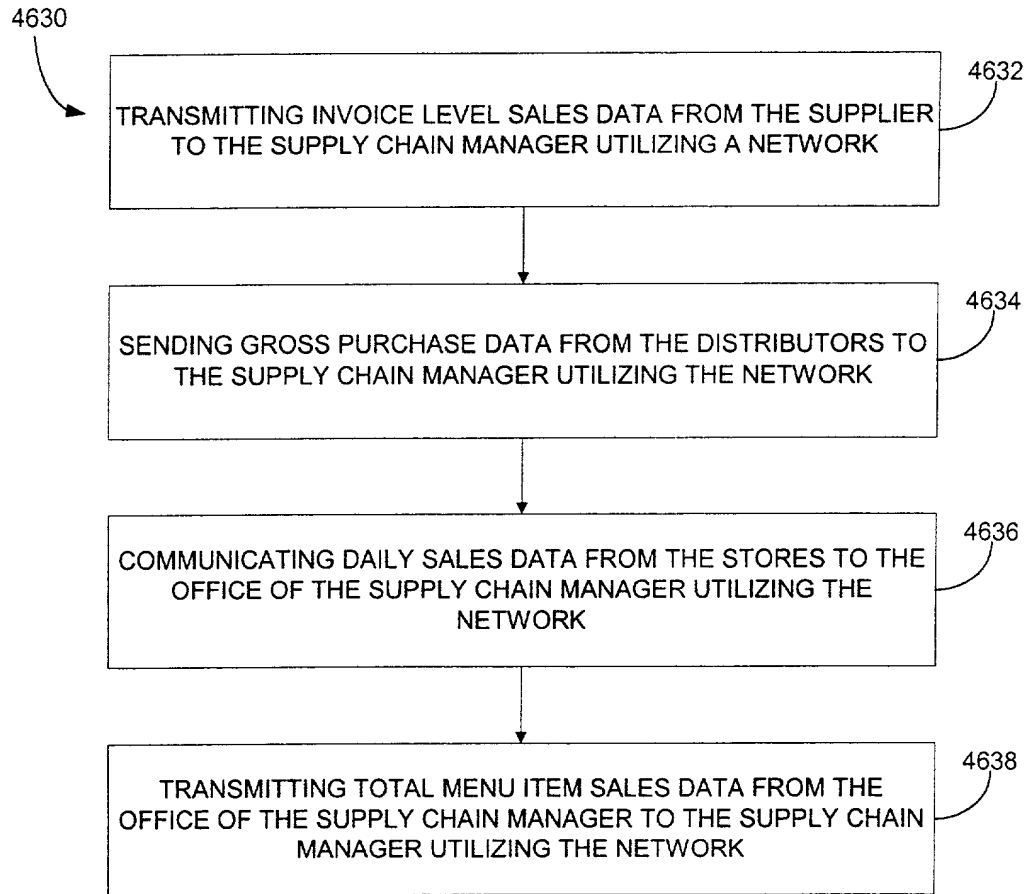 4630
4632
TRANSMITTING INVOICE LEVEL SALES DATA FROM THE SUPPLIER
TO THE SUPPLY CHAIN MANAGER UTILIZING A NETWORK
4634
SENDING GROSS PURCHASE DATA FROM THE DISTRIBUTORS TO
THE SUPPLY CHAIN MANAGER UTILIZING THE NETWORK
4636
COMMUNICATING DAILY SALES DATA FROM THE STORES TO THE
OFFICE OF THE SUPPLY CHAIN MANAGER UTILIZING THE
NETWORK
4638
TRANSMITTING TOTAL MENU ITEM SALES DATA FROM THE
OFFICE OF THE SUPPLY CHAIN MANAGER TO THE SUPPLY CHAIN
MANAGER UTILIZING THE NETWORK